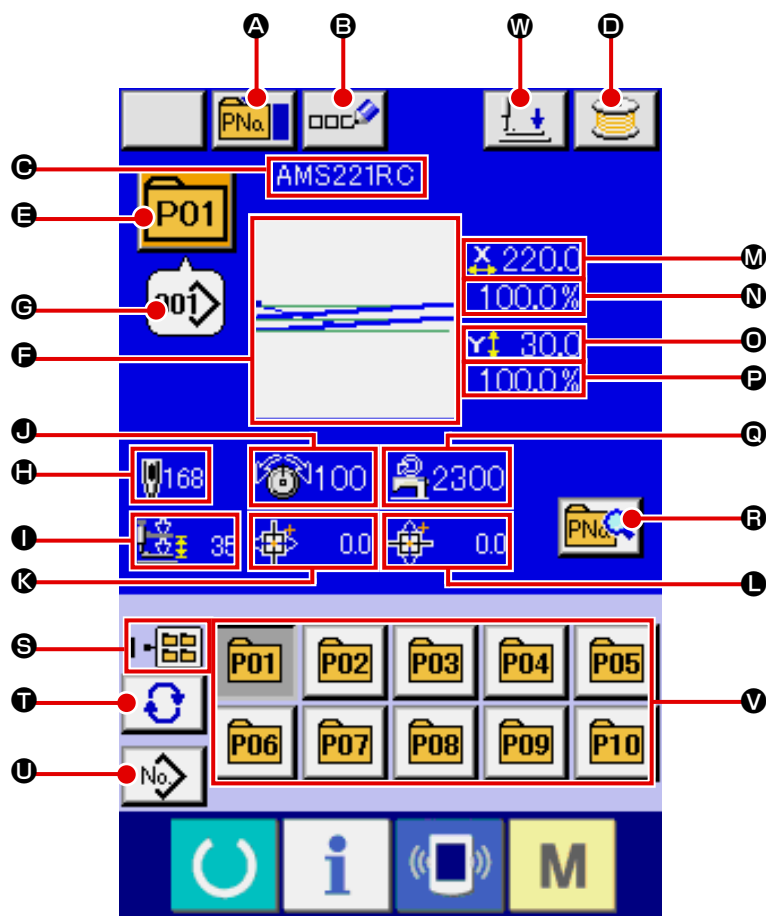 A B W D
PNo.
C AMS221RC
E P01
X 220.0 M
G 001 100.0% N
F Y 30.0 O
100.0% P
J Q
H 168 100 2300
R PNo.
I 35 0.0 0.0
K L
S P01 P02 P03 P04 P05
T V
P06 P07 P08 P09 P10
U No.
i M